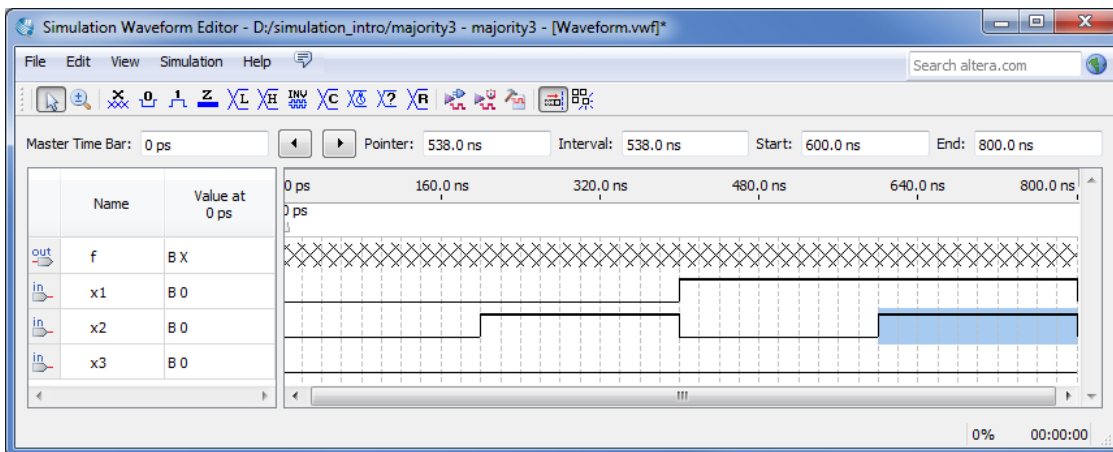 Simulation Waveform Editor - D:/simulation_intro/majority3 - majority3 - [Waveform.vwf]*
File Edit View Simulation Help Search altera.com
Master Time Bar: 0 ps Pointer: 538.0 ns Interval: 538.0 ns Start: 600.0 ns End: 800.0 ns
Name Value at 0 ps
0 ps 160.0 ns 320.0 ns 480.0 ns 640.0 ns 800.0 ns
0 ps
out f B X
in x1 B 0
in x2 B 0
in x3 B 0
0% 00:00:00